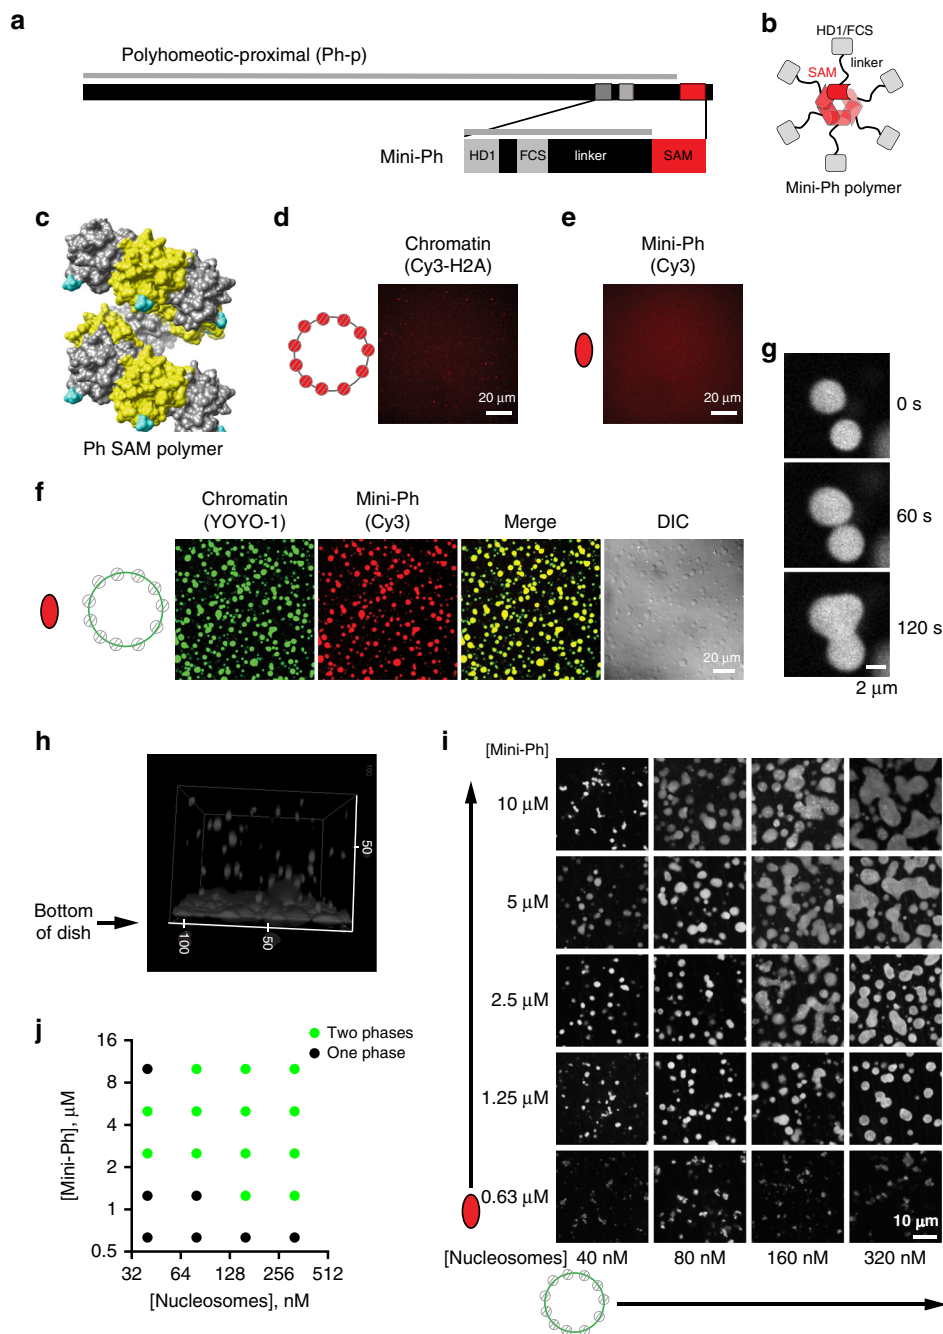 a
Polyhomeotic-proximal (Ph-p)
Mini-Ph
HD1
FCS
linker
SAM
b
HD1/FCS
linker
SAM
Mini-Ph polymer
c
Ph SAM polymer
d
Chromatin
(Cy3-H2A)
20 μm
e
Mini-Ph
(Cy3)
20 μm
g
0 s
60 s
120 s
2 μm
f
Chromatin
(YOYO-1)
Mini-Ph
(Cy3)
Merge
DIC
20 μm
h
Bottom
of dish
100
50
50
100
i
[Mini-Ph]
10 μM
5 μM
2.5 μM
1.25 μM
0.63 μM
10 μm
[Nucleosomes] 40 nM 80 nM 160 nM 320 nM
j
Two phases
One phase
[Mini-Ph], μM
16
8
4
2
1
0.5
32 64 128 256 512
[Nucleosomes], nM